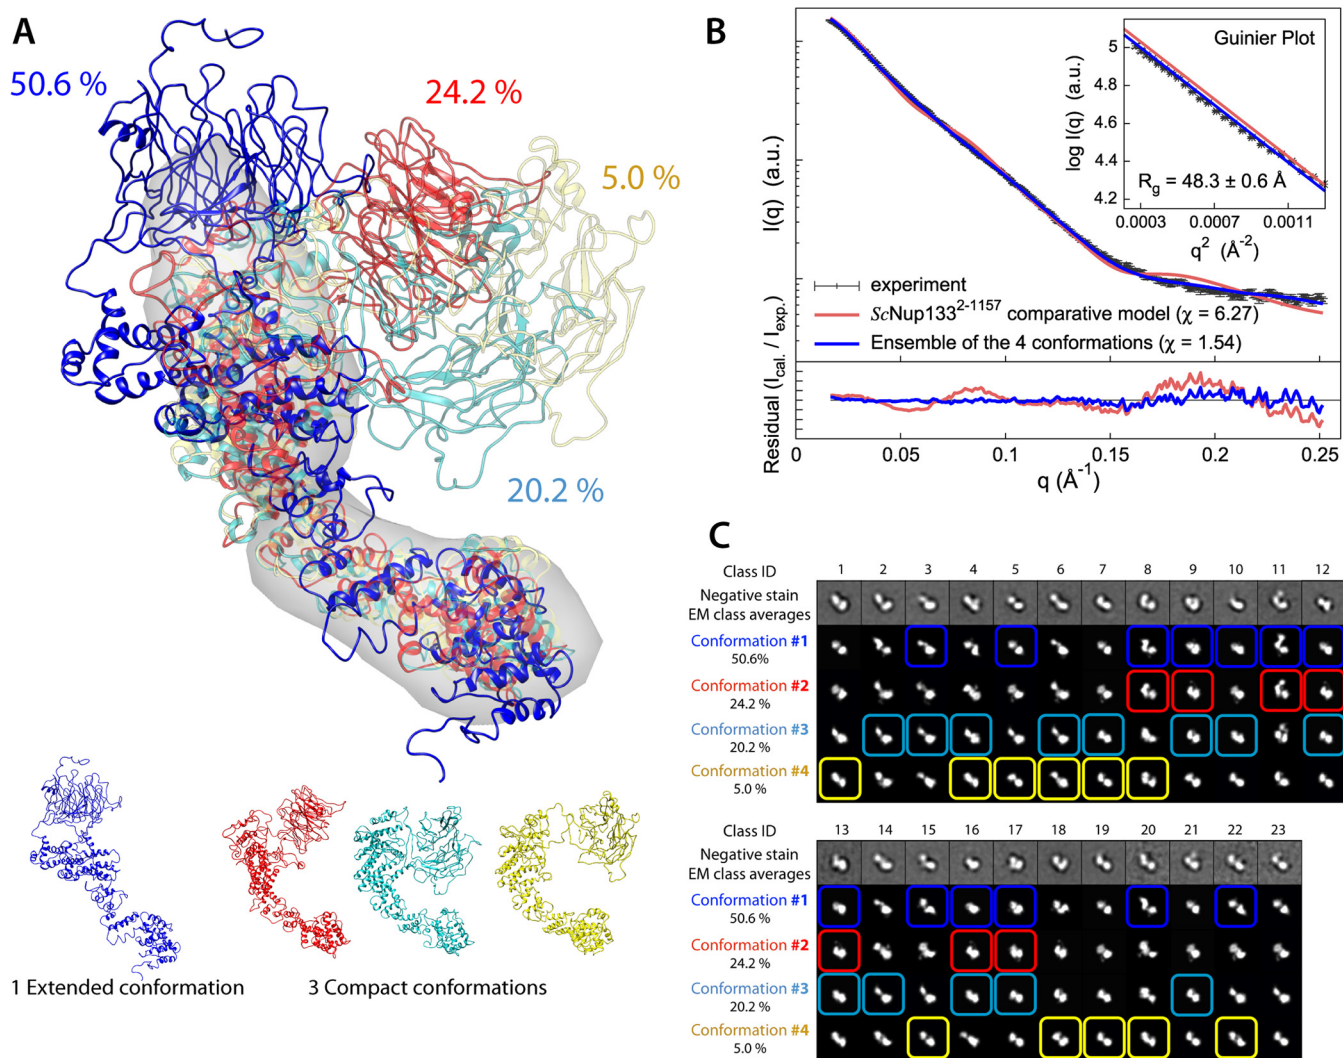 A
50.6 %
24.2 %
5.0 %
20.2 %
1 Extended conformation
3 Compact conformations
B
I(q) (a.u.)
Guinier Plot
log I(q) (a.u.)
5
4.8
4.6
4.4
4.2
Rg = 48.3 ± 0.6 Å
0.0003
0.0007
0.0011
q² (Å⁻²)
experiment
ScNup133²⁻¹¹⁵⁷ comparative model (χ = 6.27)
Ensemble of the 4 conformations (χ = 1.54)
Residual (Ical. / Iexp.)
0
0.05
0.1
0.15
0.2
0.25
q (Å⁻¹)
C
Class ID 1 2 3 4 5 6 7 8 9 10 11 12
Negative stain
EM class averages
Conformation #1
50.6%
Conformation #2
24.2 %
Conformation #3
20.2 %
Conformation #4
5.0 %
Class ID 13 14 15 16 17 18 19 20 21 22 23
Negative stain
EM class averages
Conformation #1
50.6%
Conformation #2
24.2 %
Conformation #3
20.2 %
Conformation #4
5.0 %